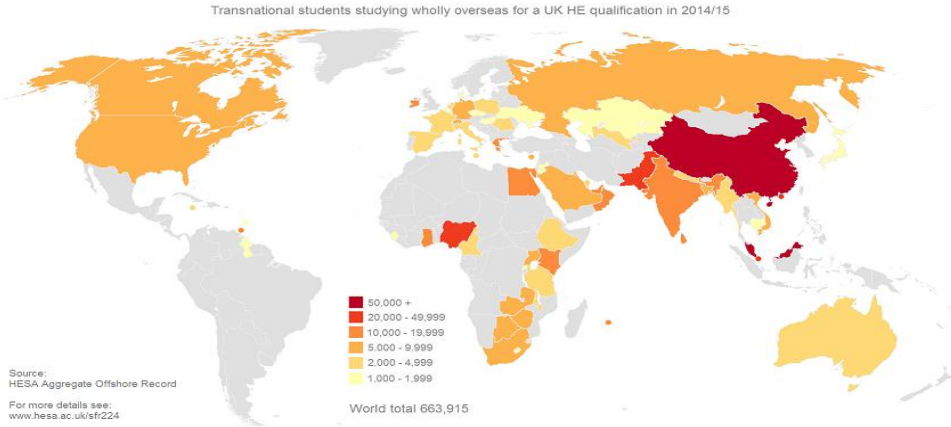 Transnational students studying wholly overseas for a UK HE qualification in 2014/15
50,000 +
20,000 - 49,999
10,000 - 19,999
5.000 - 9,999
2,000 - 4,999
1,000 - 1,999
Source:
HESA Aggregate Offshore Record
For more details see:
www.hesa.ac.uk/sfr224
World total 663,915